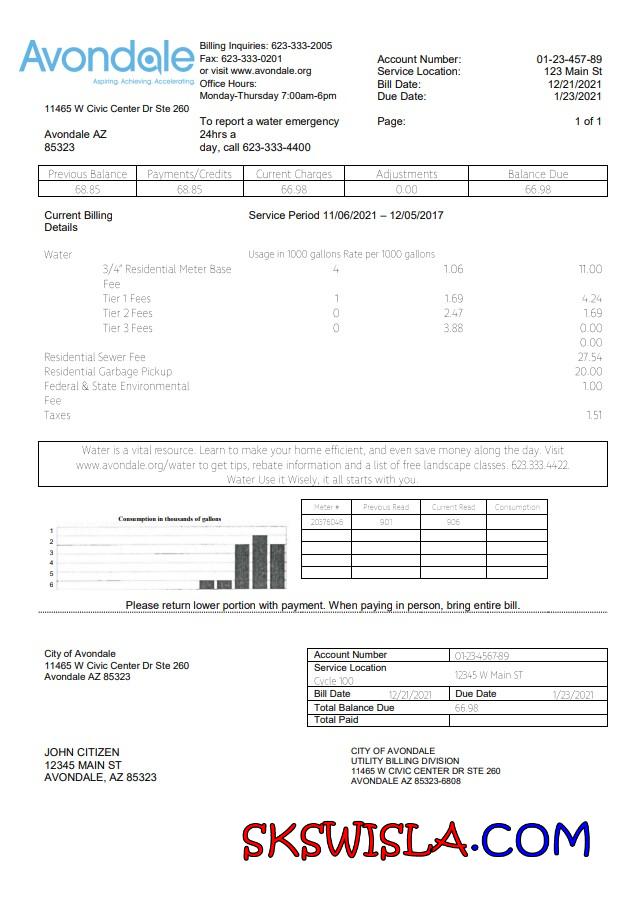 Avondale
Aspiring. Achieving. Accelerating.
11465 W Civic Center Dr Ste 260
Avondale AZ
85323
Billing Inquiries: 623-333-2005
Fax: 623-333-0201
or visit www.avondale.org
Office Hours:
Monday-Thursday 7:00am-6pm
To report a water emergency
24hrs a
day, call 623-333-4400
Account Number: 01-23-457-89
Service Location: 123 Main St
Bill Date: 12/21/2021
Due Date: 1/23/2021
Page: 1 of 1
Previous Balance Payments/Credits Current Charges Adjustments Balance Due
68.85 68.85 66.98 0.00 66.98
Current Billing
Details
Service Period 11/06/2021 – 12/05/2017
Water Usage in 1000 gallons Rate per 1000 gallons
3/4" Residential Meter Base 4 1.06 11.00
Fee
Tier 1 Fees 1 1.69 4.24
Tier 2 Fees 0 2.47 1.69
Tier 3 Fees 0 3.88 0.00
0.00
Residential Sewer Fee 27.54
Residential Garbage Pickup 20.00
Federal & State Environmental 1.00
Fee
Taxes 1.51
Water is a vital resource. Learn to make your home efficient, and even save money along the day. Visit
www.avondale.org/water to get tips, rebate information and a list of free landscape classes. 623.333.4422.
Water Use it Wisely, it all starts with you.
Consumption in thousands of gallons
1
2
3
4
5
6
Meter # Previous Read Current Read Consumption
20376046 901 906
Please return lower portion with payment. When paying in person, bring entire bill.
City of Avondale
11465 W Civic Center Dr Ste 260
Avondale AZ 85323
Account Number 01-23-4567-89
Service Location
Cycle 100 12345 W Main ST
Bill Date 12/21/2021 Due Date 1/23/2021
Total Balance Due 66.98
Total Paid
JOHN CITIZEN
12345 MAIN ST
AVONDALE, AZ 85323
CITY OF AVONDALE
UTILITY BILLING DIVISION
11465 W CIVIC CENTER DR STE 260
AVONDALE AZ 85323-6808
SKSWISLA.COM